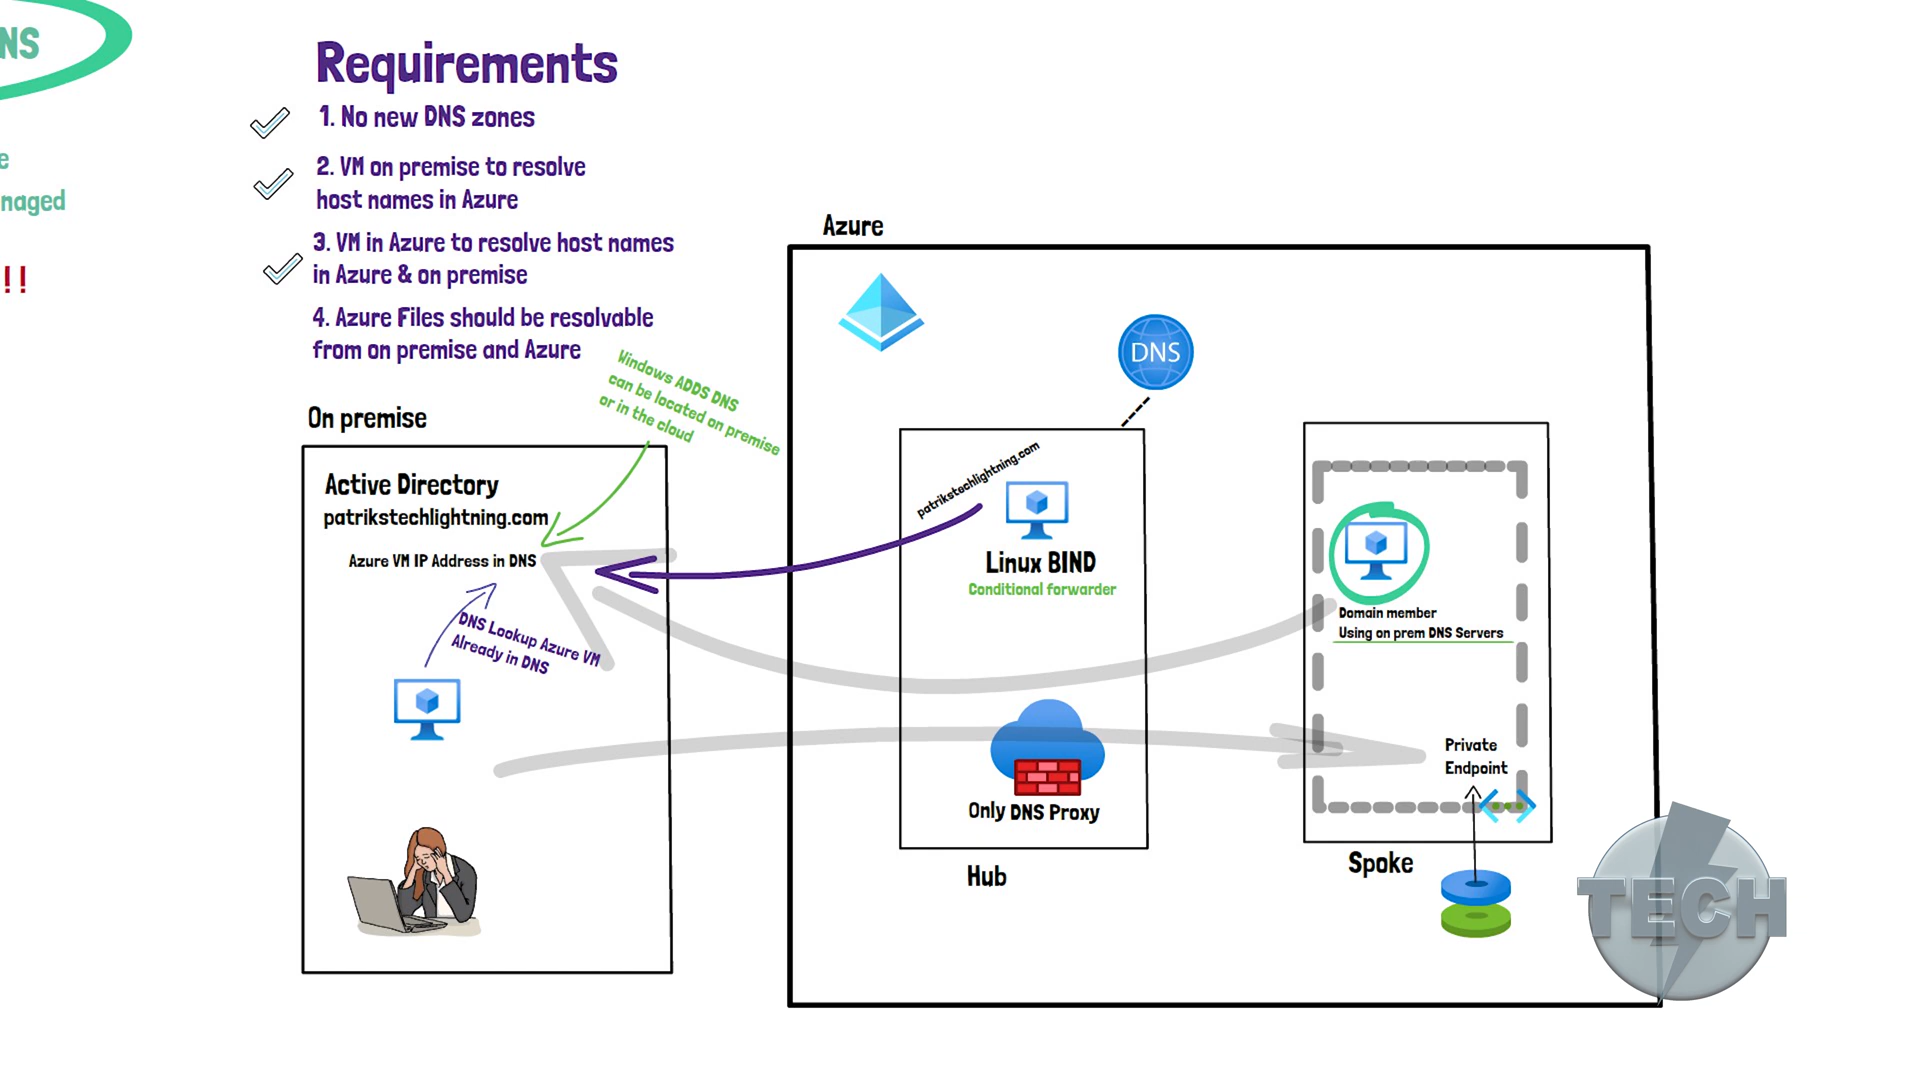 NS
e
naged
!!
Requirements
1. No new DNS zones
2. VM on premise to resolve
host names in Azure
3. VM in Azure to resolve host names
in Azure & on premise
4. Azure Files should be resolvable
from on premise and Azure
Windows ADDS DNS
can be located on premise
or in the cloud
On premise
Active Directory
patrikstechlightning.com
Azure VM IP Address in DNS
DNS Lookup Azure VM
Already in DNS
Azure
DNS
patrikstechlightning.com
Linux BIND
Conditional forwarder
Only DNS Proxy
Hub
Domain member
Using on prem DNS Servers
Private
Endpoint
Spoke
TECH